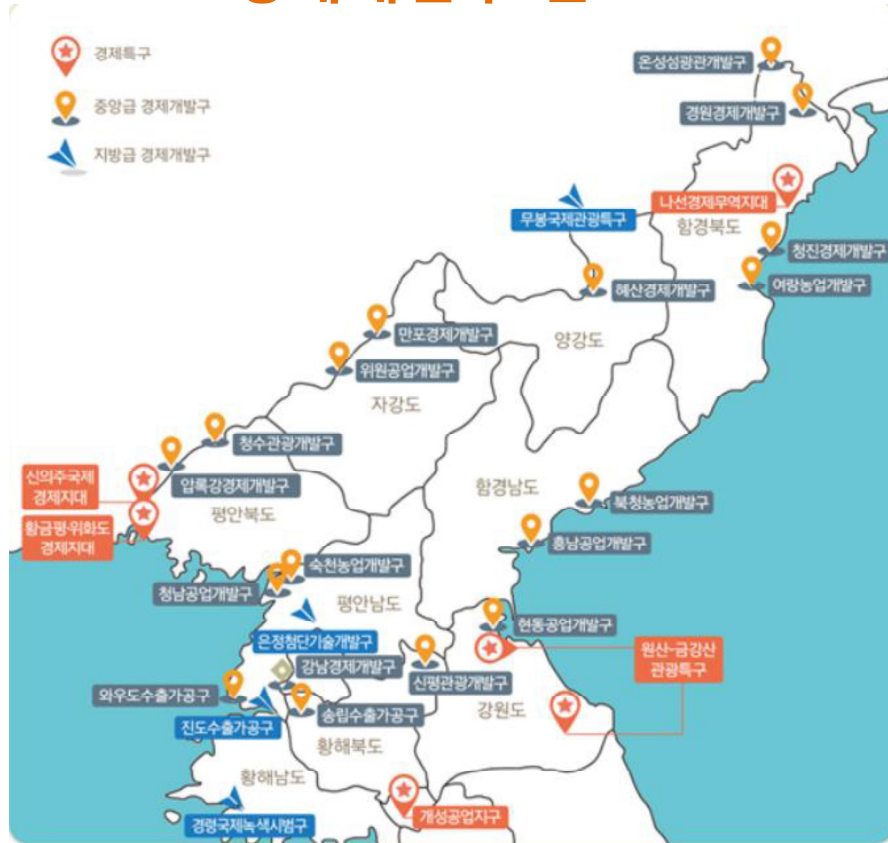 경제특구
중앙급 경제개발구
지방급 경제개발구
온성섬관광개발구
경원경제개발구
나선경제무역지대
무봉국제관광특구
함경북도
청진경제개발구
여랑농업개발구
혜산경제개발구
만포경제개발구
양강도
위원공업개발구
자강도
청수관광개발구
신의주국제
경제지대
압록강경제개발구
함경남도
북청농업개발구
평안북도
황금평·위화도
경제지대
흥남공업개발구
숙천농업개발구
청남공업개발구
평안남도
현동공업개발구
은정첨단기술개발구
원산-금강산
관광특구
강남경제개발구
신평관광개발구
와우도수출가공구
송림수출가공구
강원도
진도수출가공구
황해북도
황해남도
개성공업지구
경령국제녹색시범구